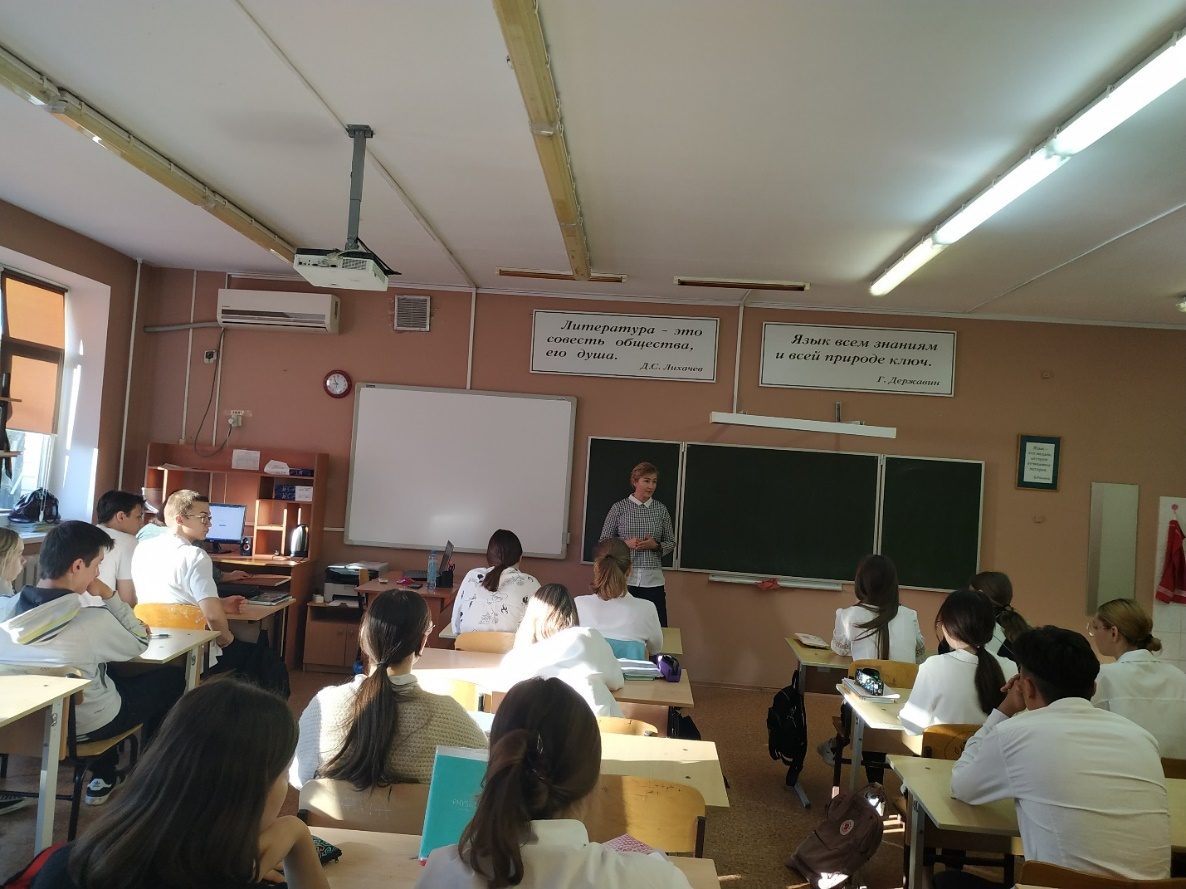 Литература - это
совесть общества,
его душа.
Д.С. Лихачев
Язык всем знаниям
и всей природе ключ.
Г. Державин